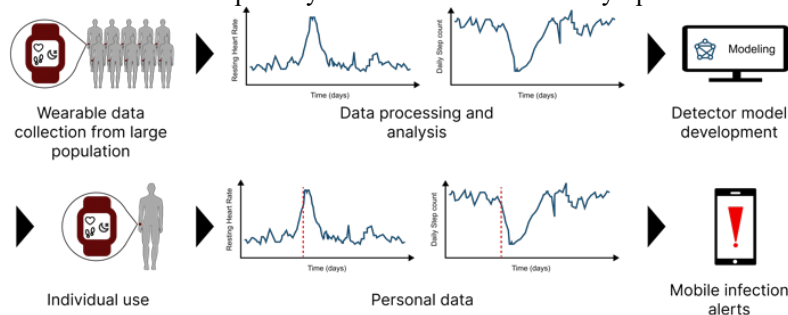 Resting Heart Rate
Time (days)
Daily Step count
Time (days)
Modeling
Wearable data
collection from large
population
Data processing and
analysis
Detector model
development
Resting Heart Rate
Time (days)
Daily Step count
Time (days)
Individual use
Personal data
Mobile infection
alerts